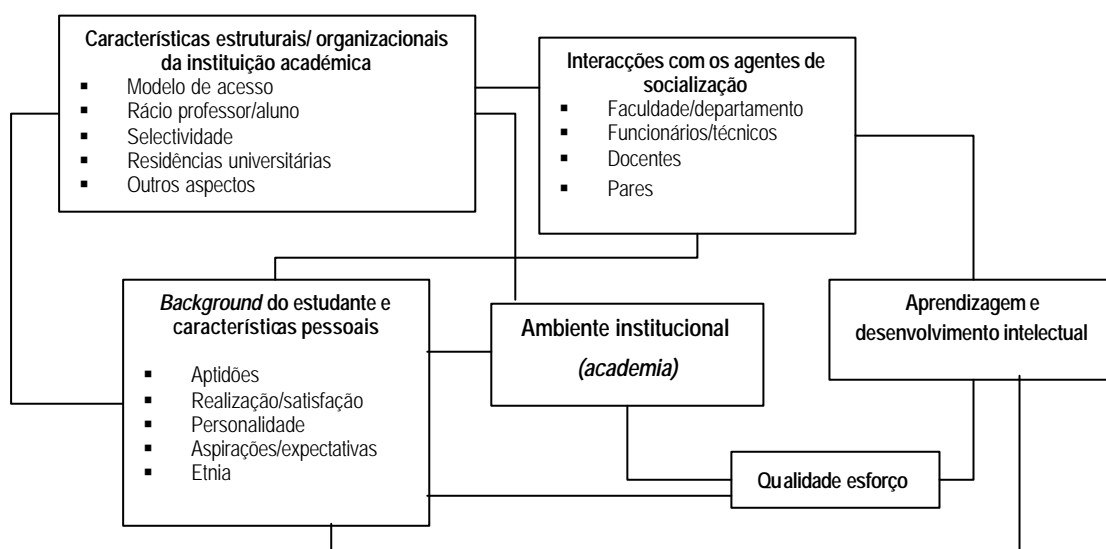 Características estruturais/ organizacionais
da instituição académica
▪ Modelo de acesso
▪ Rácio professor/aluno
▪ Selectividade
▪ Residências universitárias
▪ Outros aspectos
Interacções com os agentes de
socialização
▪ Faculdade/departamento
▪ Funcionários/técnicos
▪ Docentes
▪ Pares
Background do estudante e
características pessoais
▪ Aptidões
▪ Realização/satisfação
▪ Personalidade
▪ Aspirações/expectativas
▪ Etnia
Ambiente institucional
(academia)
Aprendizagem e
desenvolvimento intelectual
Qualidade esforço